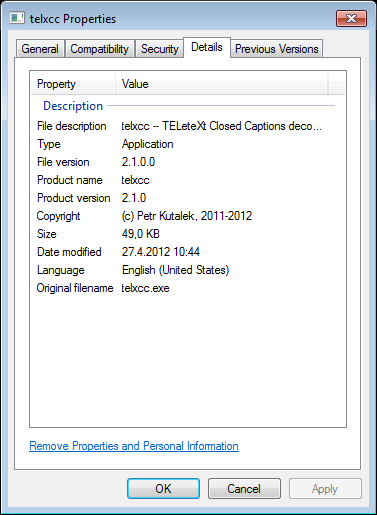 telxcc Properties
General Compatibility Security Details Previous Versions
Property Value
Description
File description telxcc -- TELeteXt Closed Captions deco...
Type Application
File version 2.1.0.0
Product name telxcc
Product version 2.1.0
Copyright (c) Petr Kutalek, 2011-2012
Size 49,0 KB
Date modified 27.4.2012 10:44
Language English (United States)
Original filename telxcc.exe
Remove Properties and Personal Information
OK Cancel Apply